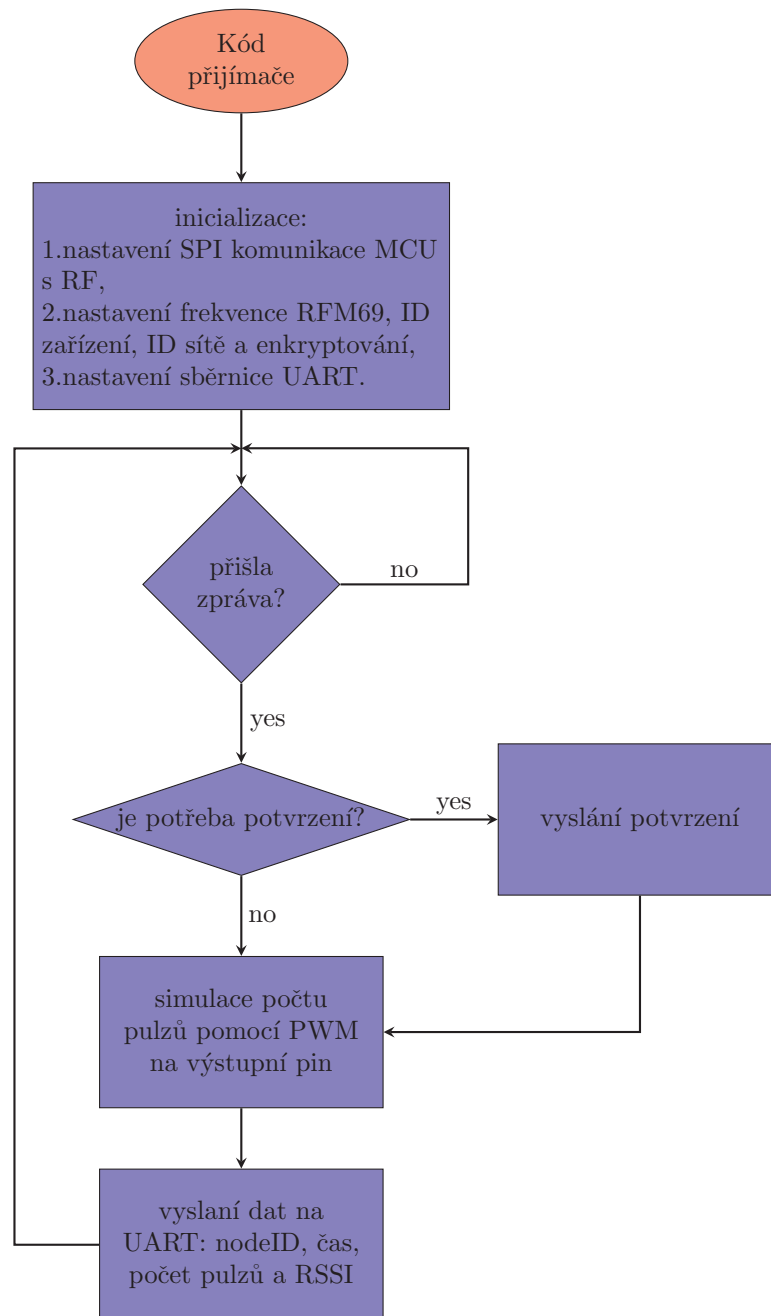 Kód
přijímače
inicializace:
1.nastavení SPI komunikace MCU
s RF,
2.nastavení frekvence RFM69, ID
zařízení, ID sítě a enkryptování,
3.nastavení sběrnice UART.
přišla
zpráva?
no
yes
je potřeba potvrzení?
yes
vyslání potvrzení
no
simulace počtu
pulzů pomocí PWM
na výstupní pin
vyslaní dat na
UART: nodeID, čas,
počet pulzů a RSSI